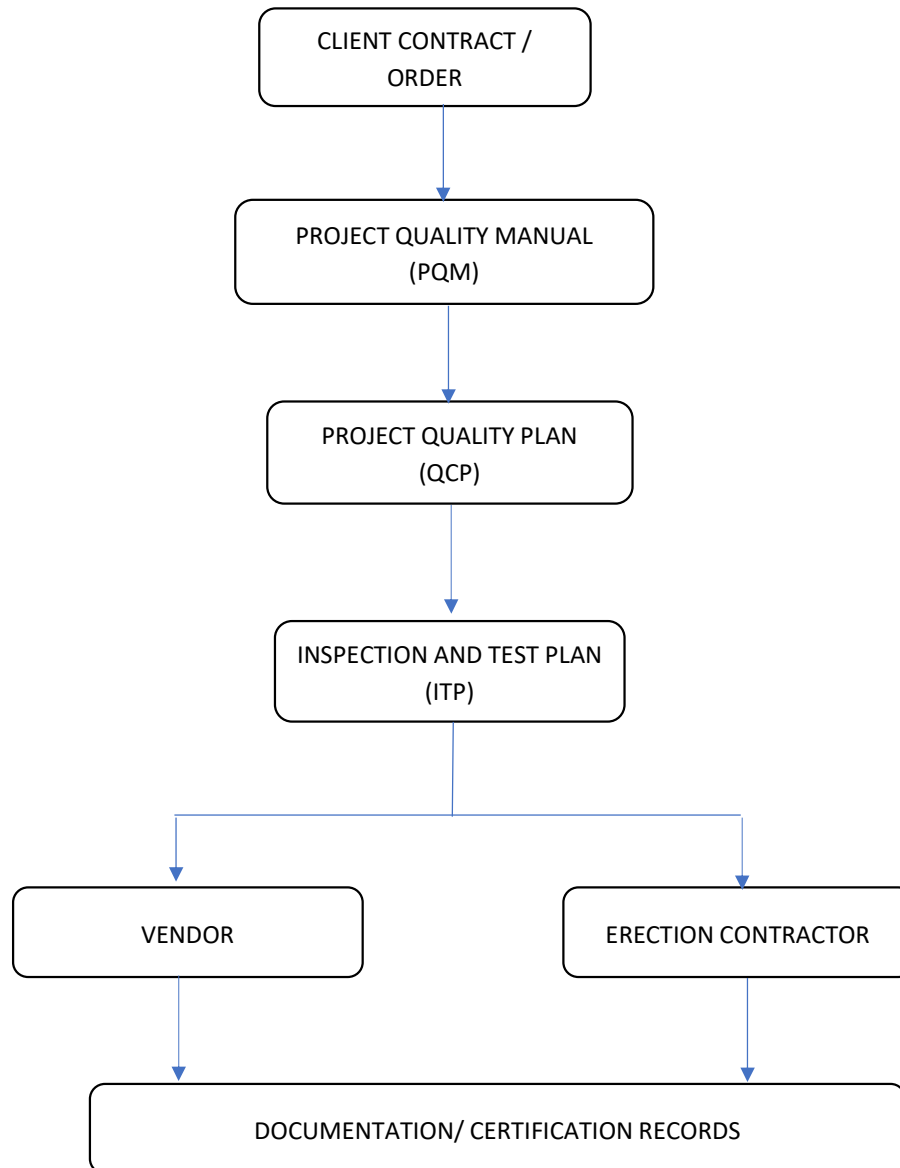 CLIENT CONTRACT /
ORDER
PROJECT QUALITY MANUAL
(PQM)
PROJECT QUALITY PLAN
(QCP)
INSPECTION AND TEST PLAN
(ITP)
VENDOR
ERECTION CONTRACTOR
DOCUMENTATION/ CERTIFICATION RECORDS